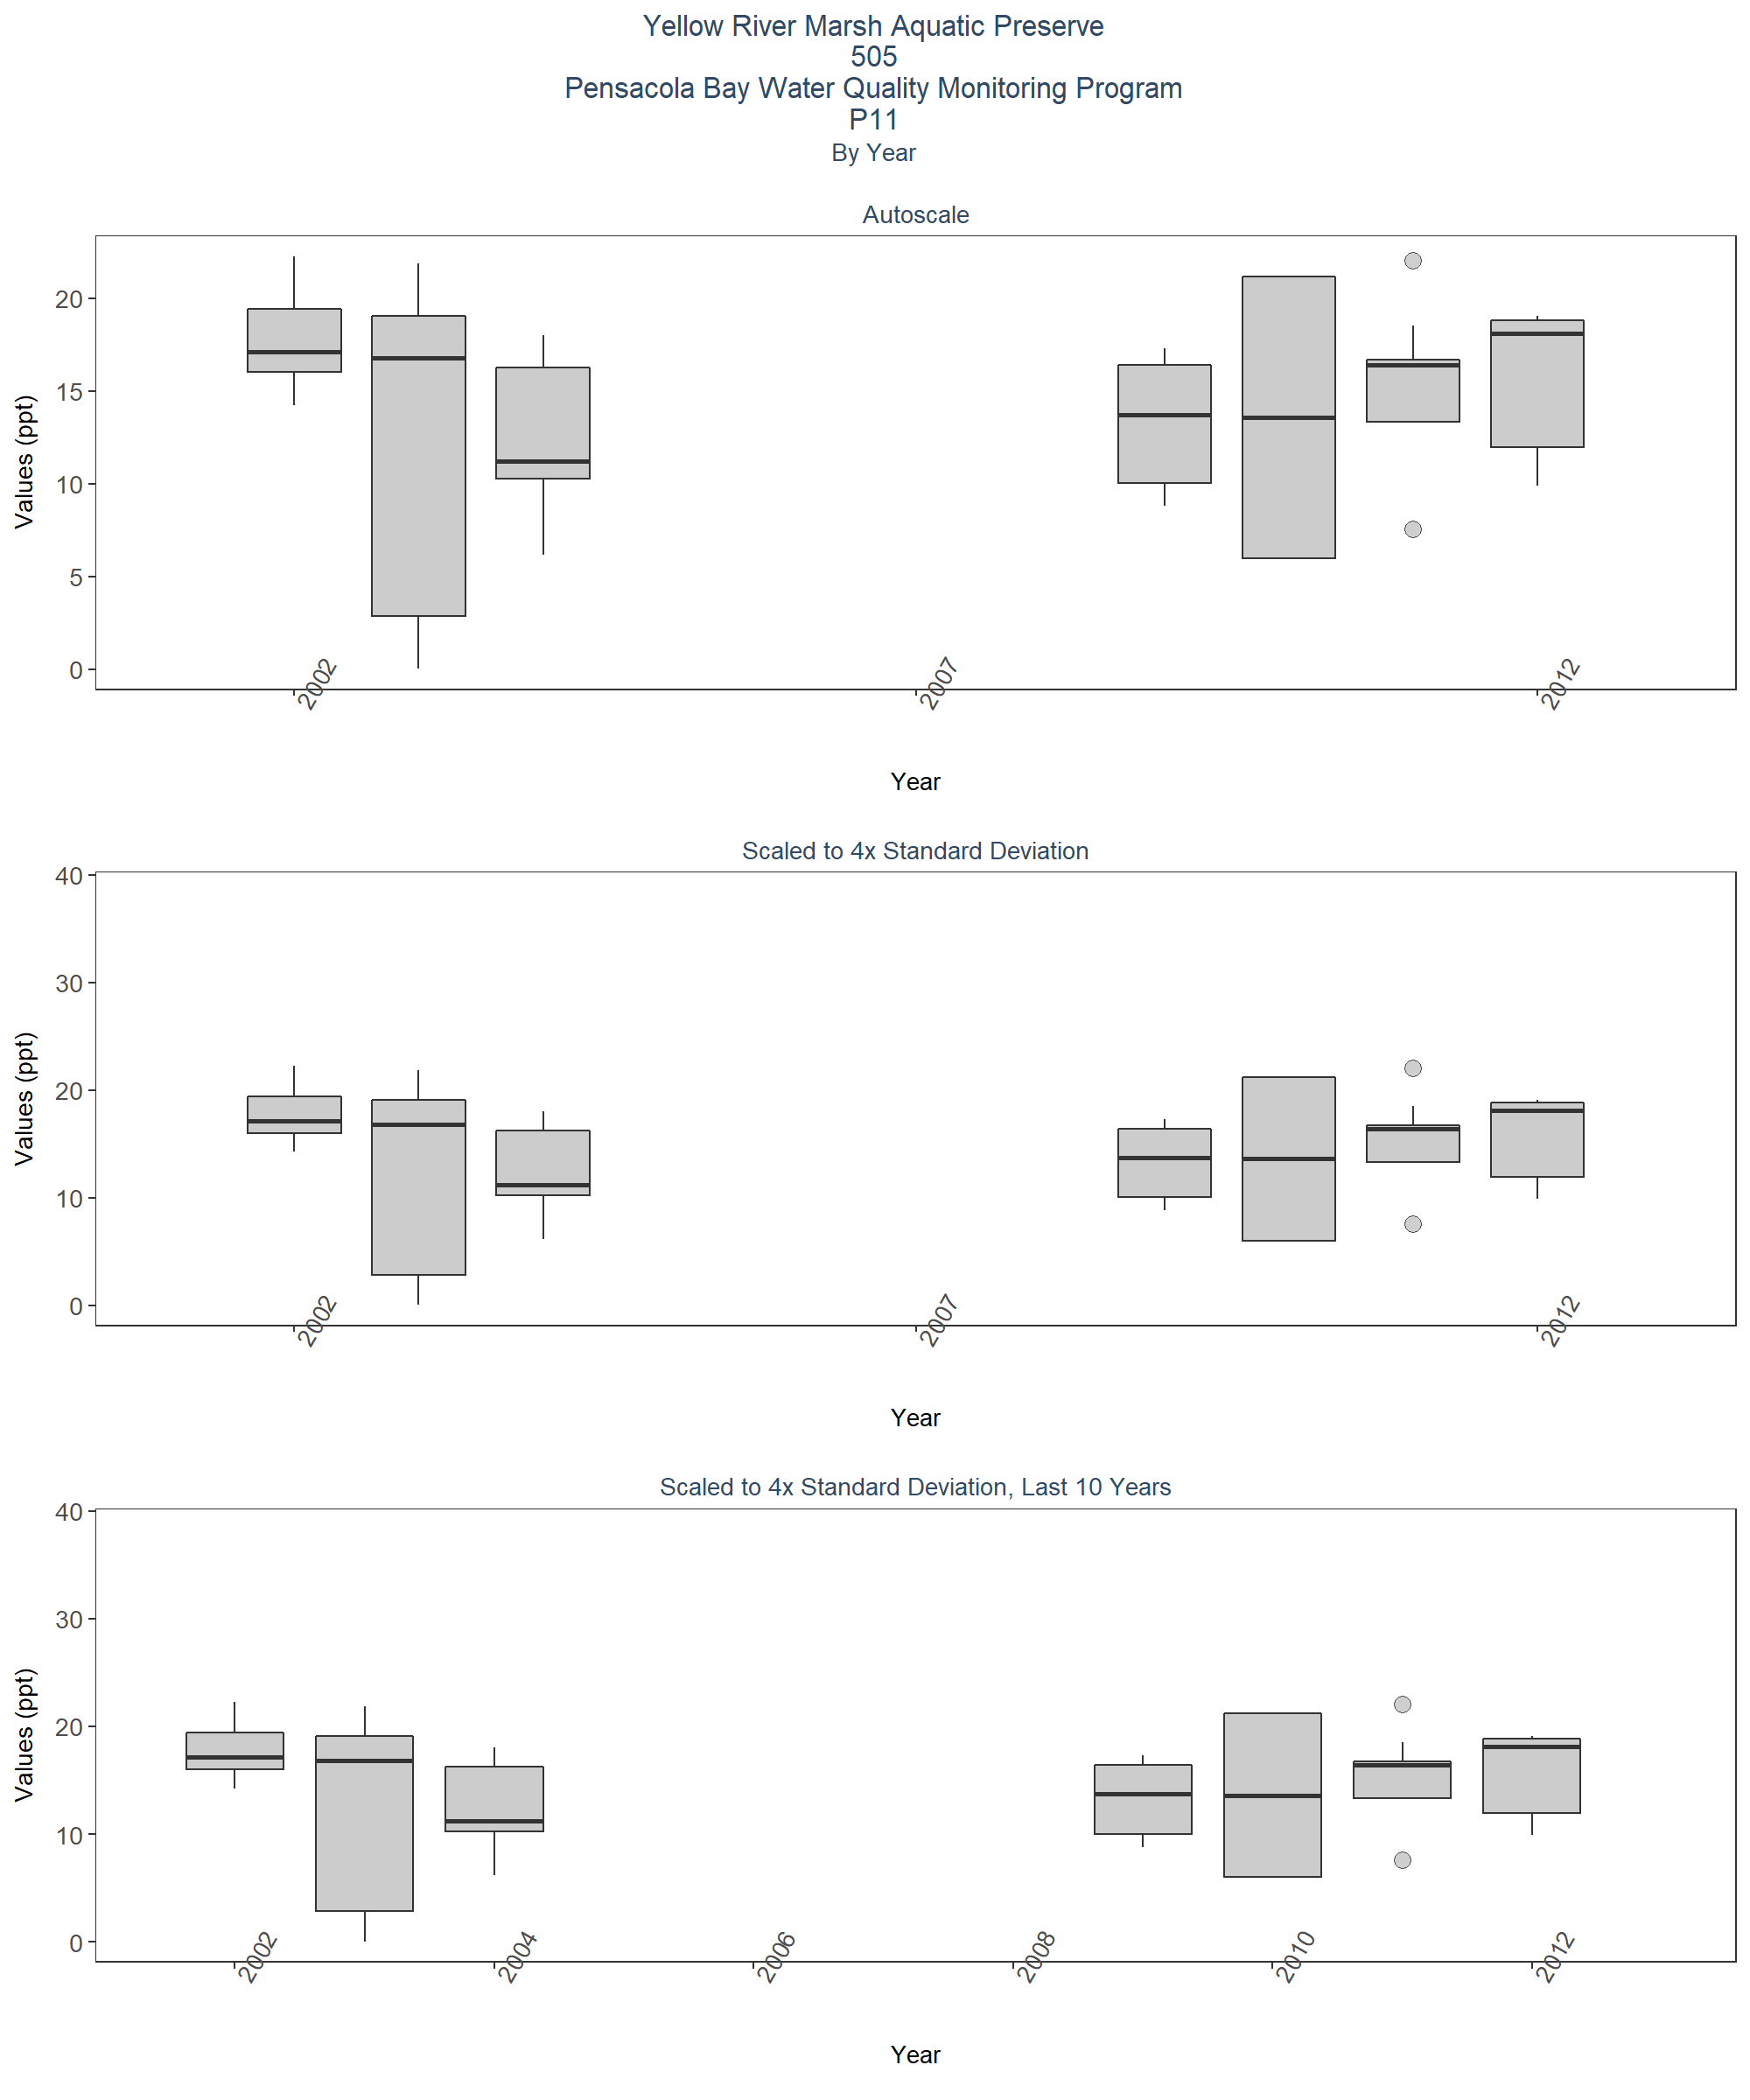 Yellow River Marsh Aquatic Preserve
505
Pensacola Bay Water Quality Monitoring Program
P11
By Year
Autoscale
Values (ppt)
20
15
10
5
0
2002 2007 2012
Year
Scaled to 4x Standard Deviation
Values (ppt)
40
30
20
10
0
2002 2007 2012
Year
Scaled to 4x Standard Deviation, Last 10 Years
Values (ppt)
40
30
20
10
0
2002 2004 2006 2008 2010 2012
Year